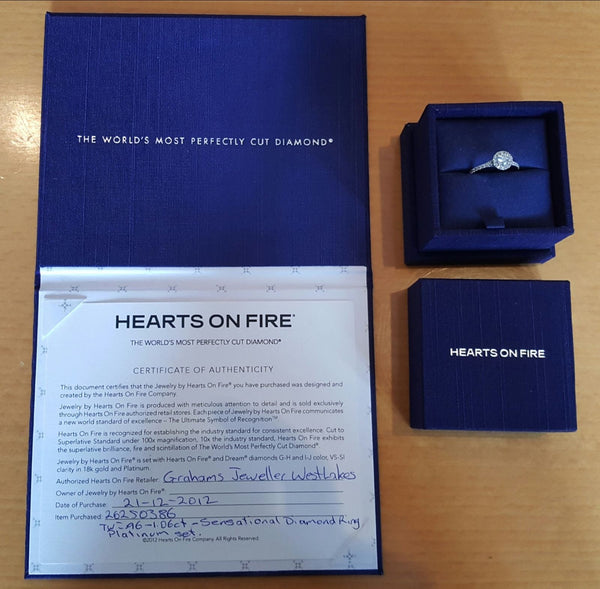 THE WORLD'S MOST PERFECTLY CUT DIAMOND®
HEARTS ON FIRE®
THE WORLD'S MOST PERFECTLY CUT DIAMOND®
CERTIFICATE OF AUTHENTICITY
This document certifies that the Jewelry by Hearts On Fire® you have purchased was designed and
created by the Hearts On Fire Company.
Jewelry by Hearts On Fire is produced with meticulous attention to detail and is sold exclusively
through Hearts On Fire authorized retail stores. Each piece of Jewelry by Hearts On Fire communicates
a new world standard of excellence – The Ultimate Symbol of Recognition™.
Hearts On Fire is recognized for establishing the industry standard for consistent excellence. Cut to
Superlative Standard under 100x magnification, 10x the industry standard, Hearts On Fire exhibits
the superlative brilliance, fire and scintillation of The World's Most Perfectly Cut Diamond®.
Jewelry by Hearts On Fire® is set with Hearts On Fire® and Dream® diamonds G-H and I-J color, VS-SI
clarity in 18k gold and Platinum.
Authorized Hearts On Fire Retailer: Grahams Jeweller WestLakes
Owner of Jewelry by Hearts On Fire®:
Date of Purchase: 21-12-2012
Item Purchased: 26250386
TW-A6-1.06ct - Sensational Diamond Ring
Platinum set.
©2012 Hearts On Fire Company. All Rights Reserved.
HEARTS ON FIRE